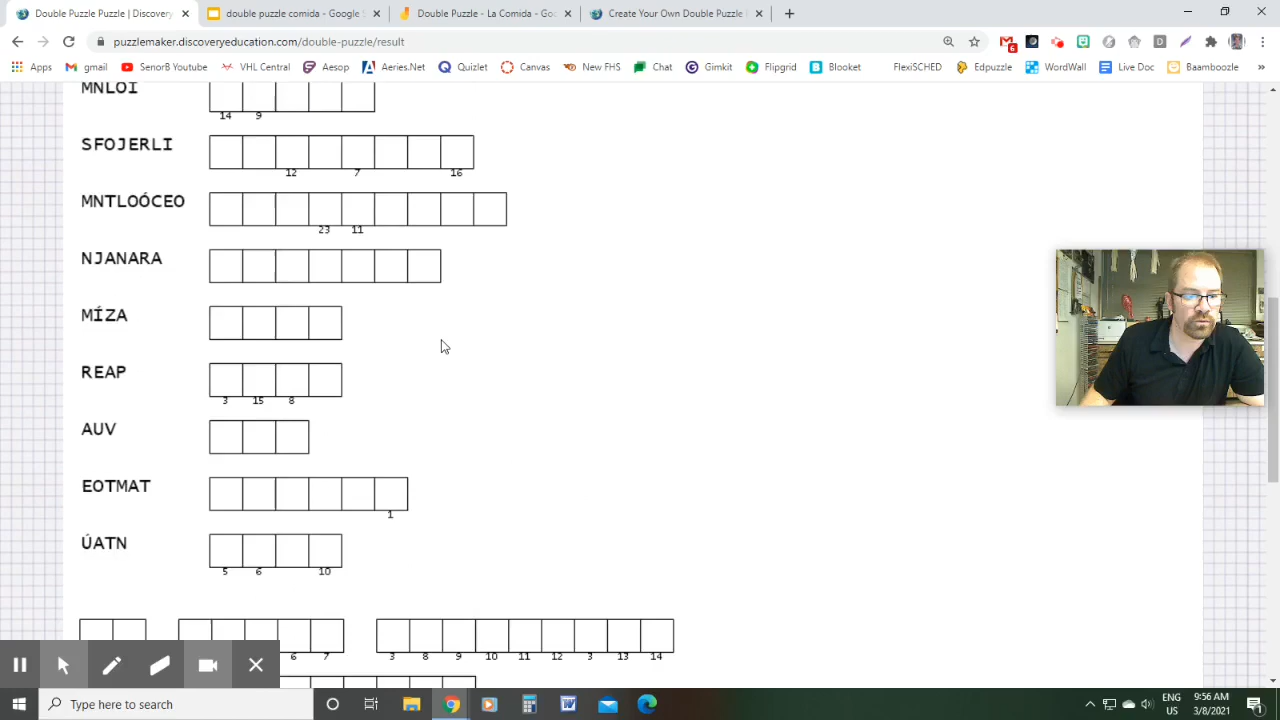 Double Puzzle Puzzle | Discovery
double puzzle comida - Google S
Double Puzzle - La Comida - Goo
Create Your Own Double Puzzle |
puzzlemaker.discoveryeducation.com/double-puzzle/result
6
Apps gmail SenorB Youtube VHL Central Aesop Aeries.Net Quizlet Canvas New FHS Chat Gimkit Flipgrid Blooket FlexiSCHED Edpuzzle WordWall Live Doc Baamboozle »
MNLOI
14 9
SFOJERLI
12 7 16
MNTLOÓCEO
23 11
NJANARA
MÍZA
REAP
3 15 8
AUV
EOTMAT
1
ÚATN
5 6 10
6 7 3 8 9 10 11 12 3 13 14
Type here to search
ENG
US
9:56 AM
3/8/2021
1